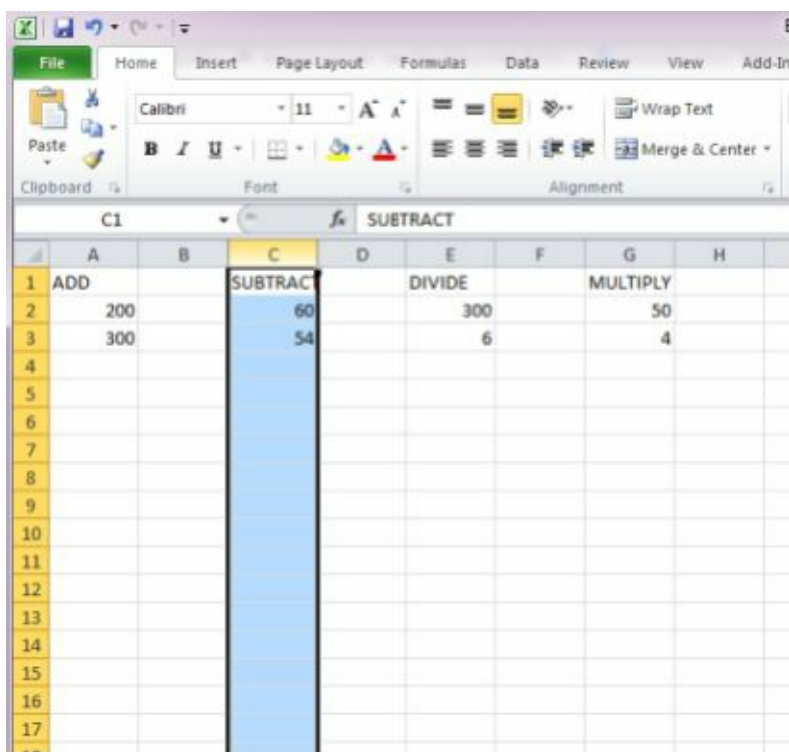 File Home Insert Page Layout Formulas Data Review View Add-In
Paste
Calibri 11 A A Wrap Text
B I U A Merge & Center
Clipboard Font Alignment
C1 fx SUBTRACT
A B C D E F G H
1 ADD SUBTRACT DIVIDE MULTIPLY
2 200 60 300 50
3 300 54 6 4
4
5
6
7
8
9
10
11
12
13
14
15
16
17